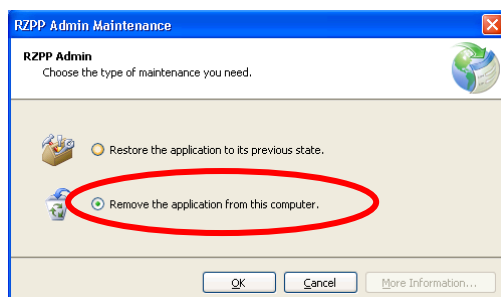 RZPP Admin Maintenance
RZPP Admin
Choose the type of maintenance you need.
Restore the application to its previous state.
Remove the application from this computer.
OK
Cancel
More Information...